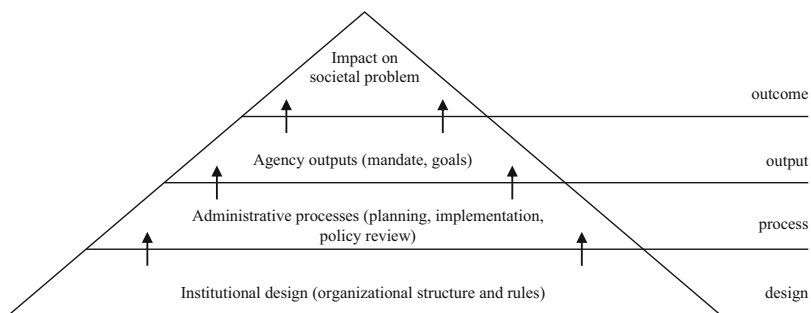 Impact on
societal problem
outcome
Agency outputs (mandate, goals)
output
Administrative processes (planning, implementation,
policy review)
process
Institutional design (organizational structure and rules)
design